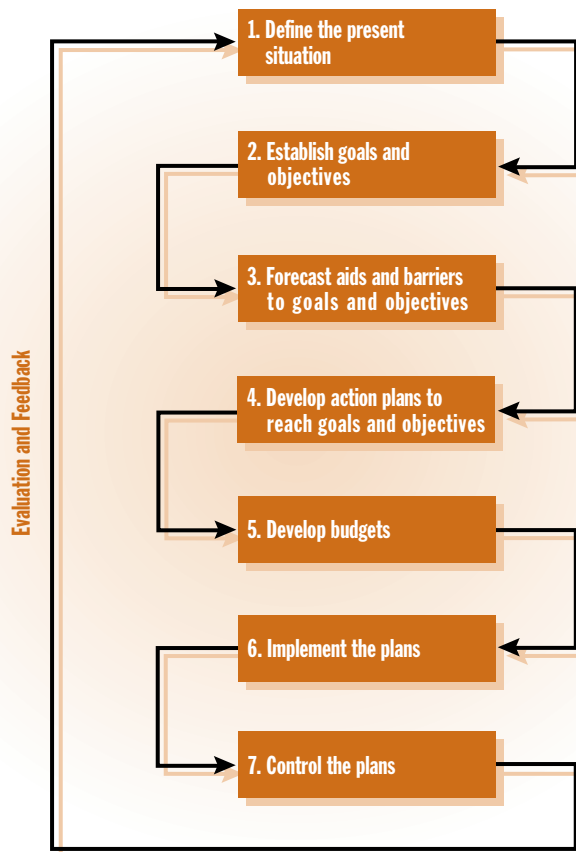 1. Define the present
situation
2. Establish goals and
objectives
3. Forecast aids and barriers
to goals and objectives
4. Develop action plans to
reach goals and objectives
Evaluation and Feedback
5. Develop budgets
6. Implement the plans
7. Control the plans